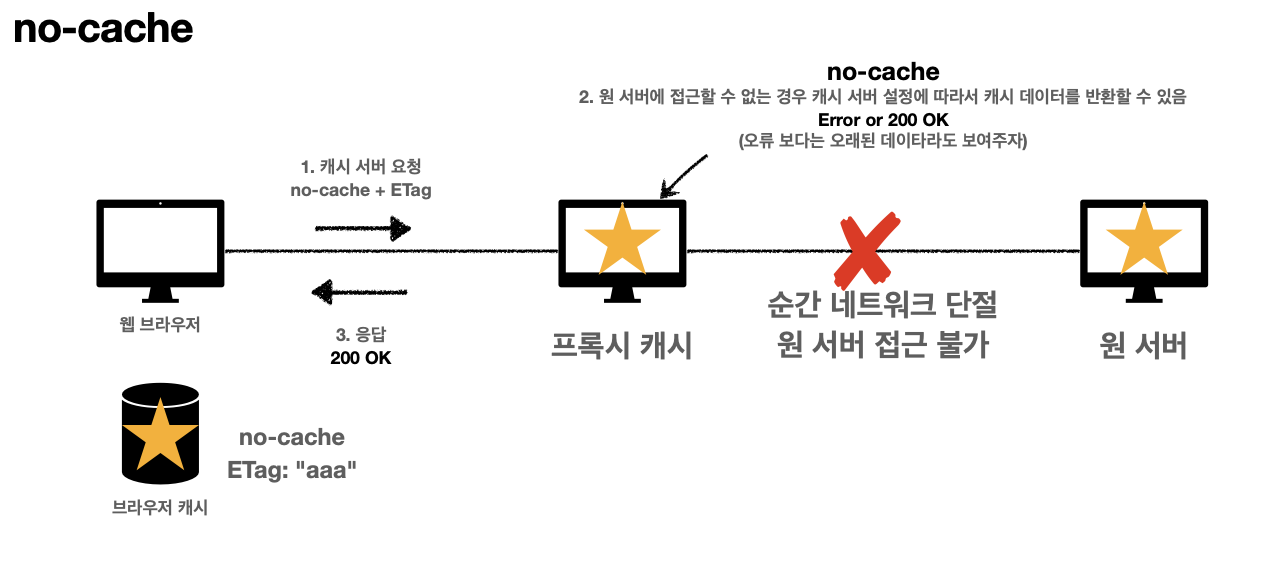 no-cache
no-cache
2. 원 서버에 접근할 수 없는 경우 캐시 서버 설정에 따라서 캐시 데이터를 반환할 수 있음
Error or 200 OK
(오류 보다는 오래된 데이타라도 보여주자)
1. 캐시 서버 요청
no-cache + ETag
웹 브라우저
3. 응답
200 OK
프록시 캐시
순간 네트워크 단절
원 서버 접근 불가
원 서버
no-cache
ETag: "aaa"
브라우저 캐시